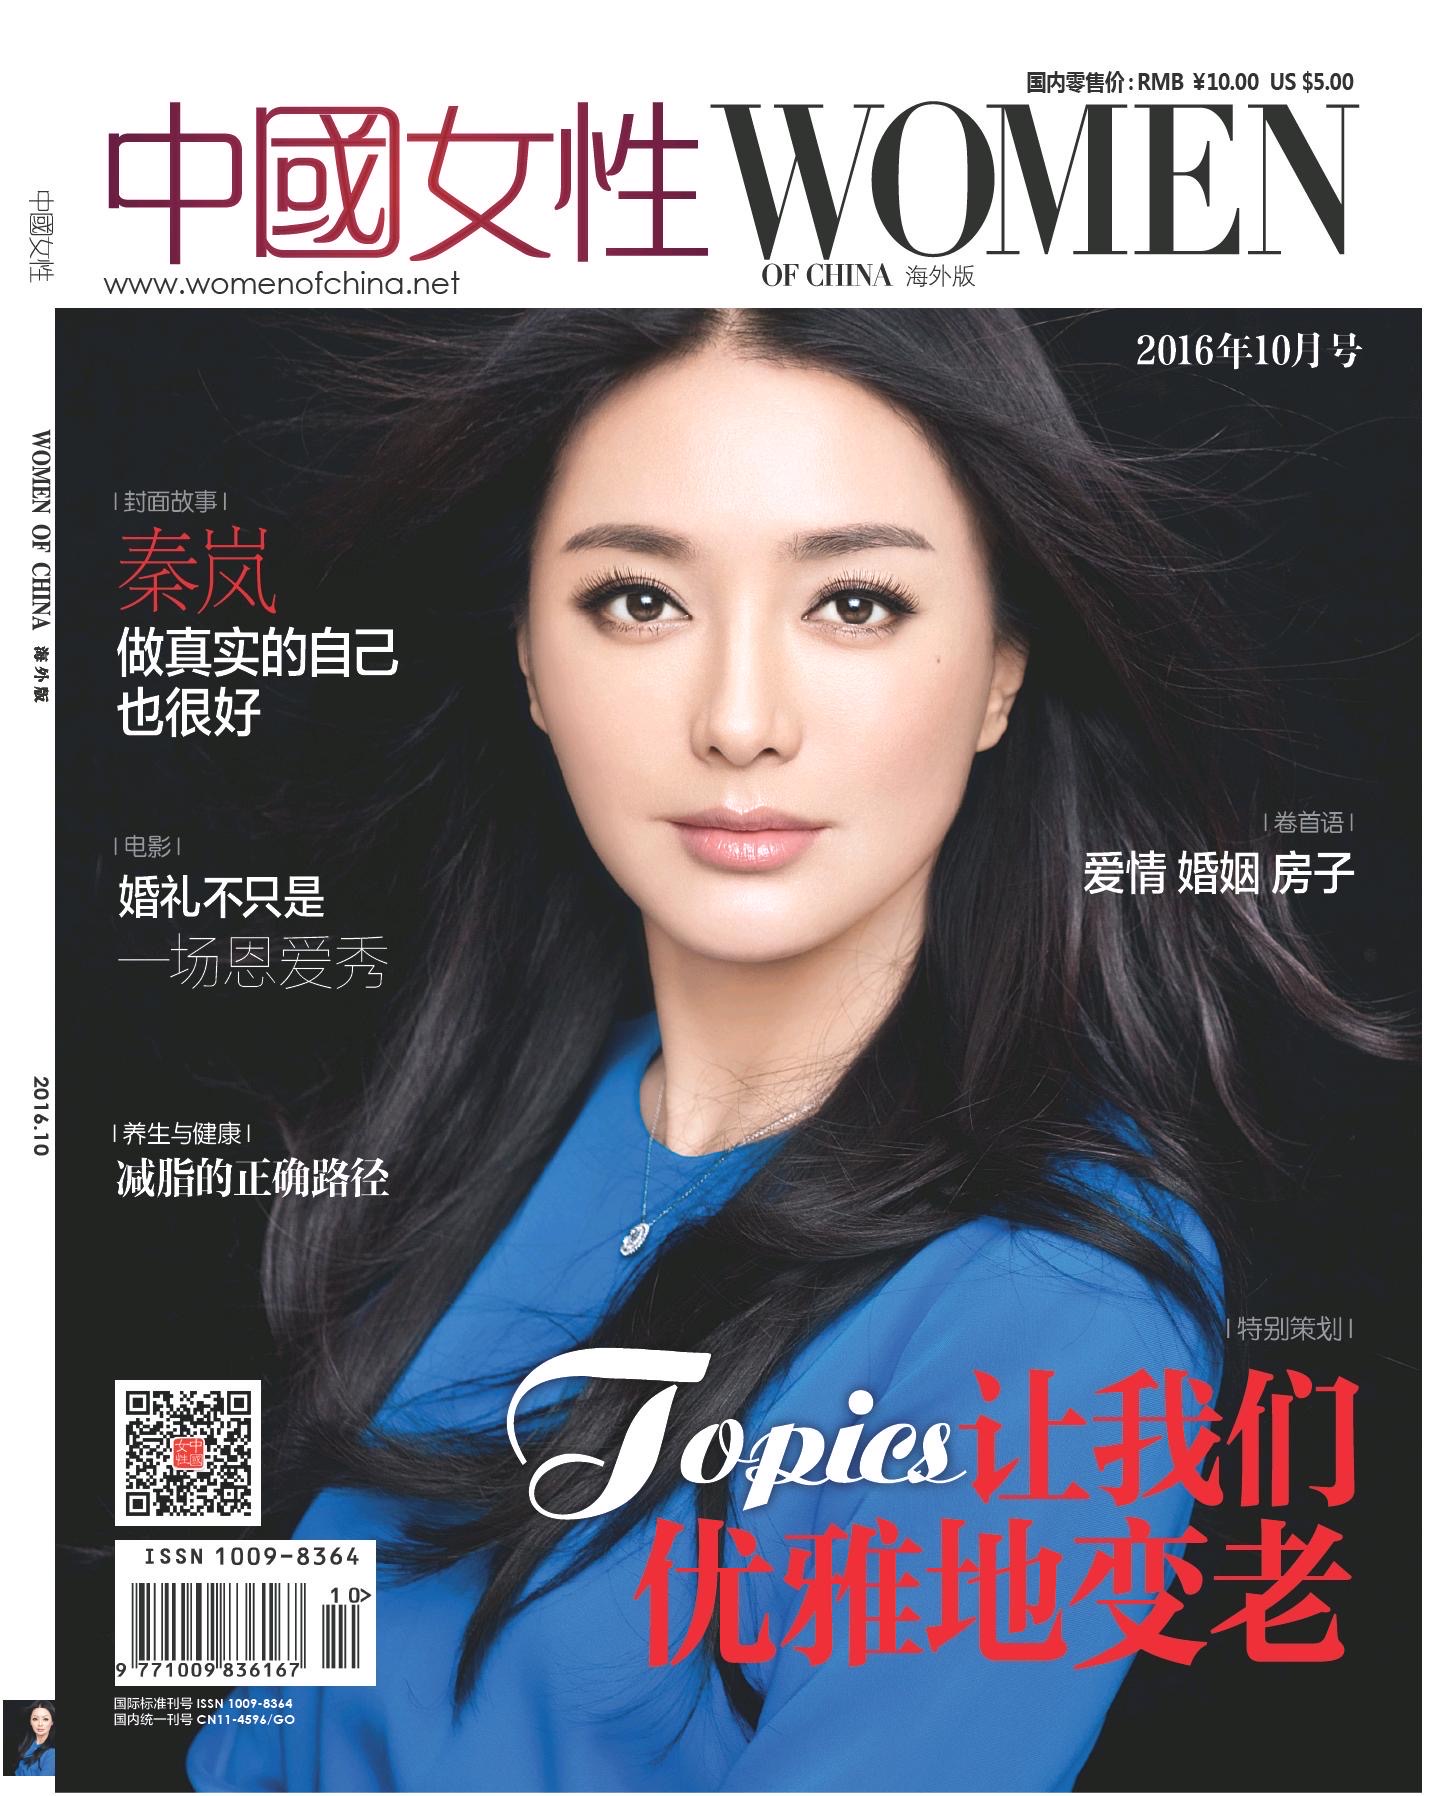 国内零售价:RMB ¥10.00 US $5.00
中國女性 WOMEN
www.womenofchina.net
OF CHINA 海外版
2016年10月号
中國女性
WOMEN OF CHINA 海外版
2016.10
封面故事
秦岚
做真实的自己
也很好
电影
婚礼不只是
一场恩爱秀
卷首语
爱情 婚姻 房子
养生与健康
减脂的正确路径
特别策划
Topics 让我们
优雅地变老
中國女性
ISSN 1009-8364
10>
9 771009 836167
国际标准刊号 ISSN 1009-8364
国内统一刊号 CN11-4596/GO